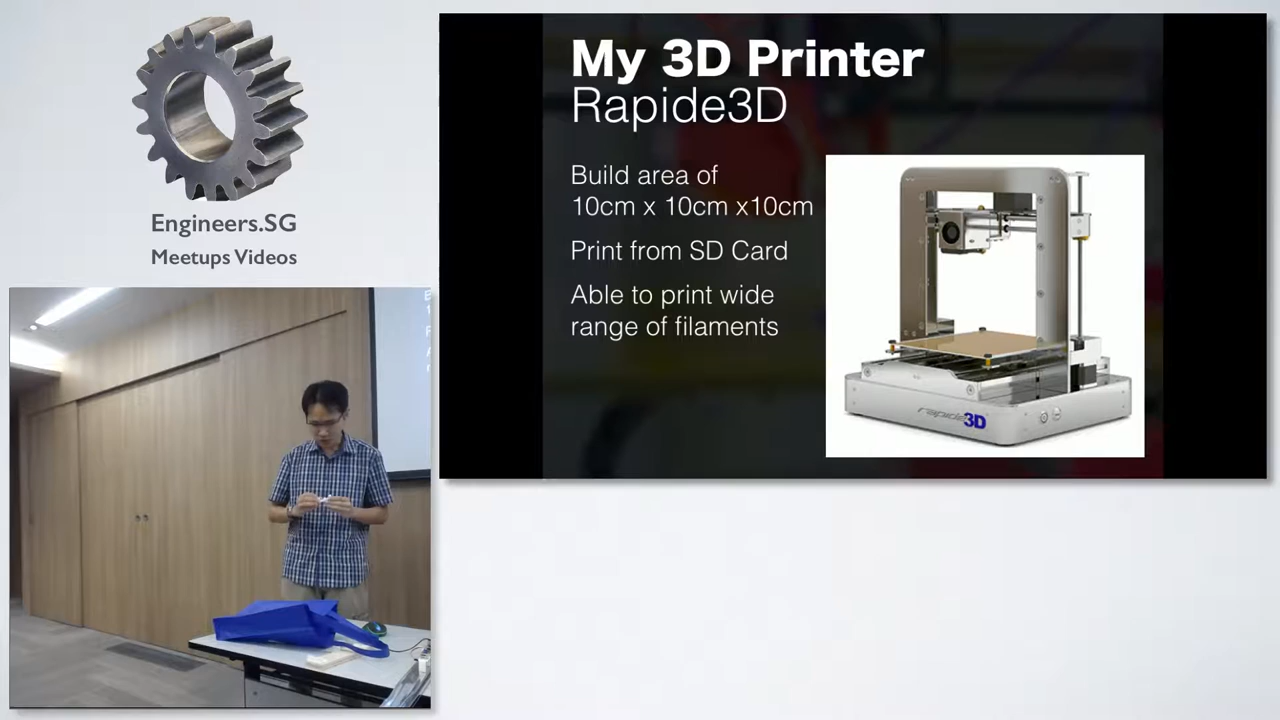 Engineers.SG
Meetups Videos
My 3D Printer
Rapide3D
Build area of
10cm x 10cm x10cm
Print from SD Card
Able to print wide
range of filaments
rapide3D